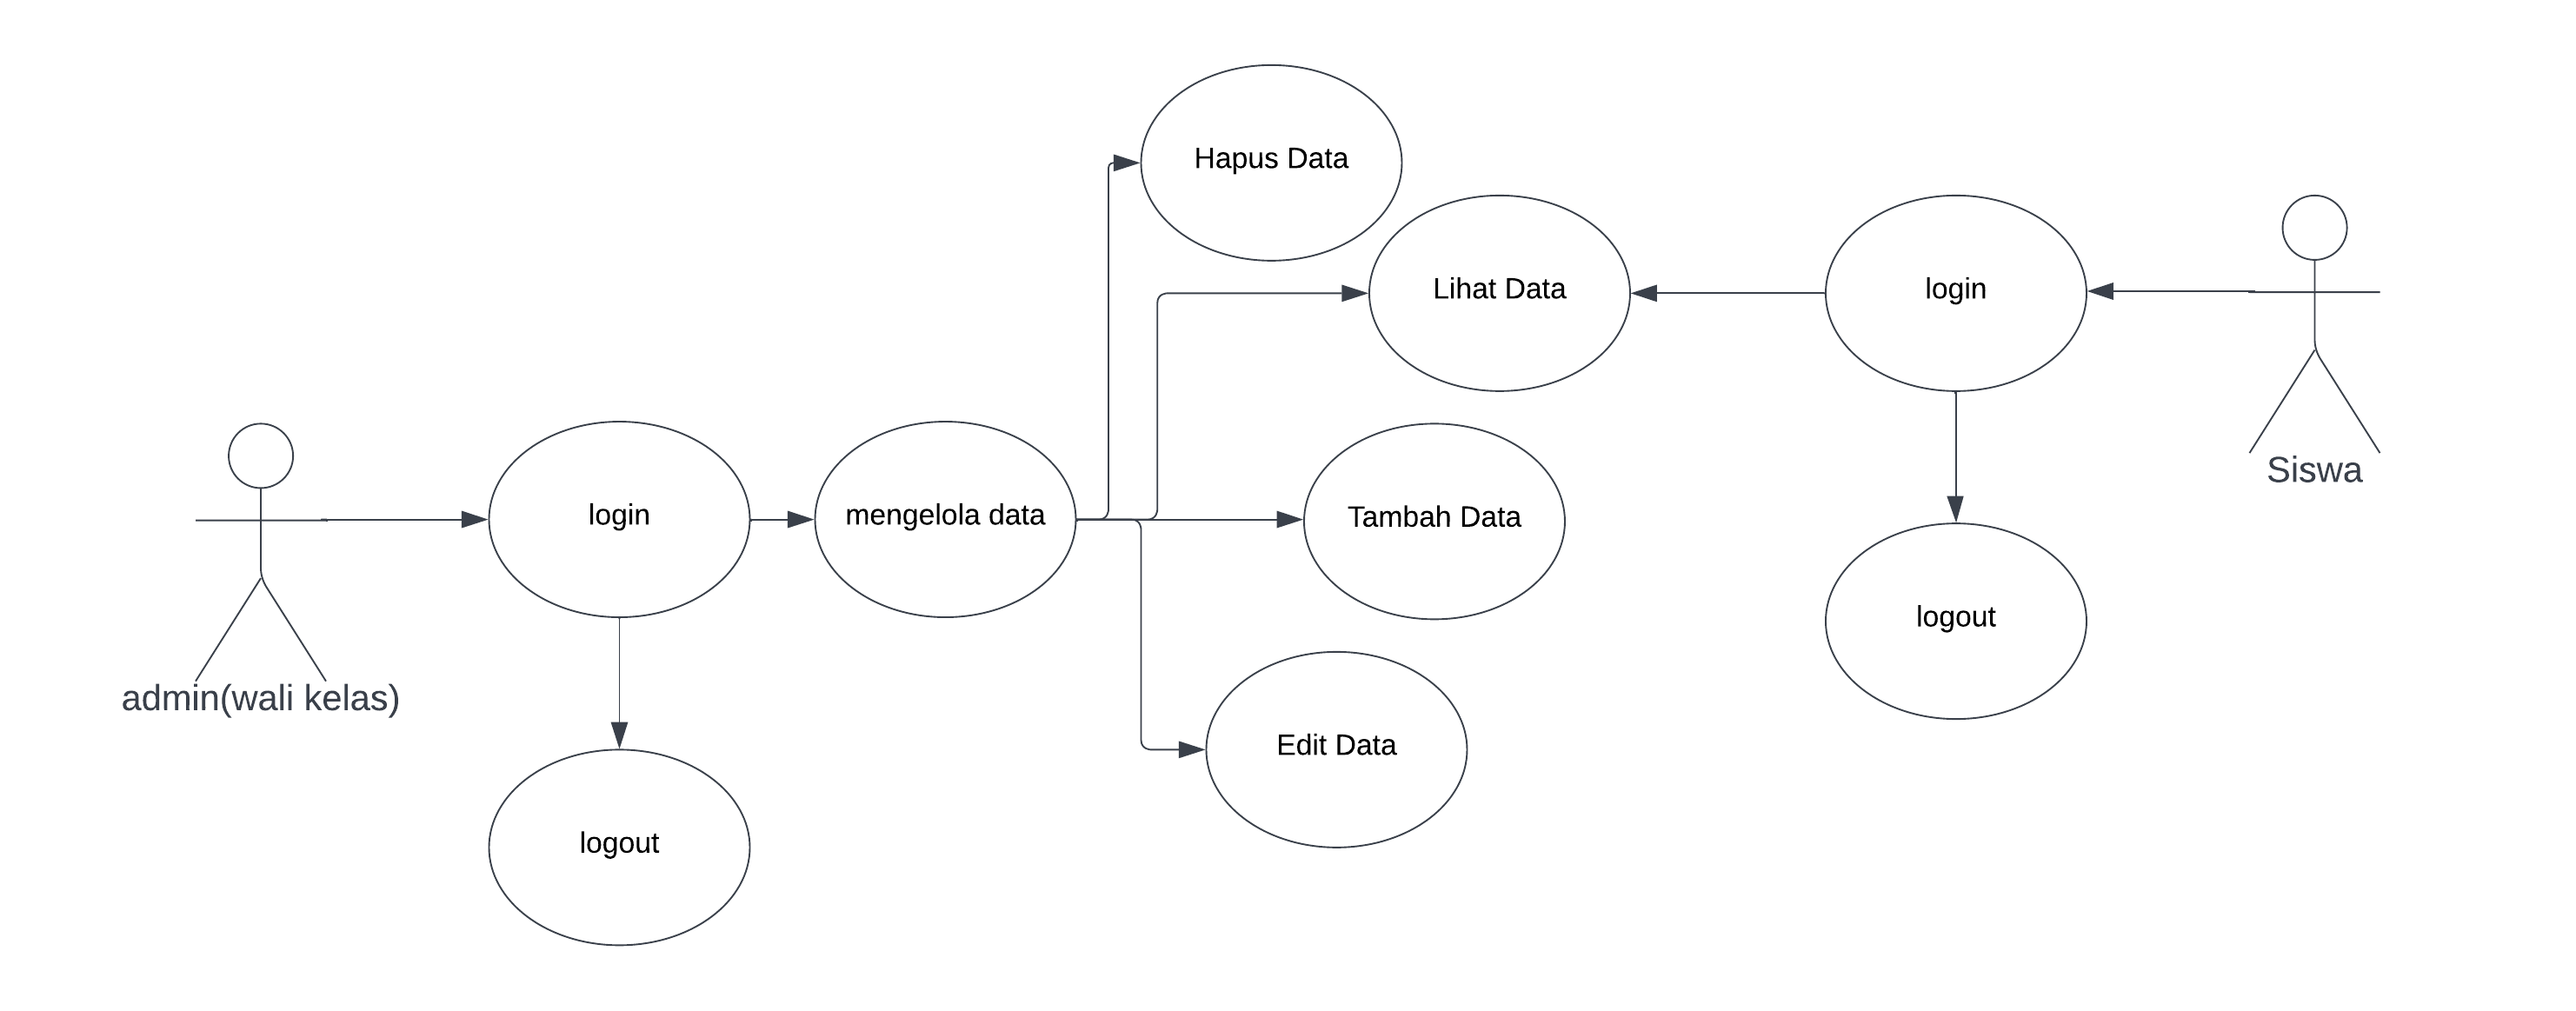 Hapus Data
Lihat Data
login
Siswa
login
mengelola data
Tambah Data
logout
admin(wali kelas)
Edit Data
logout